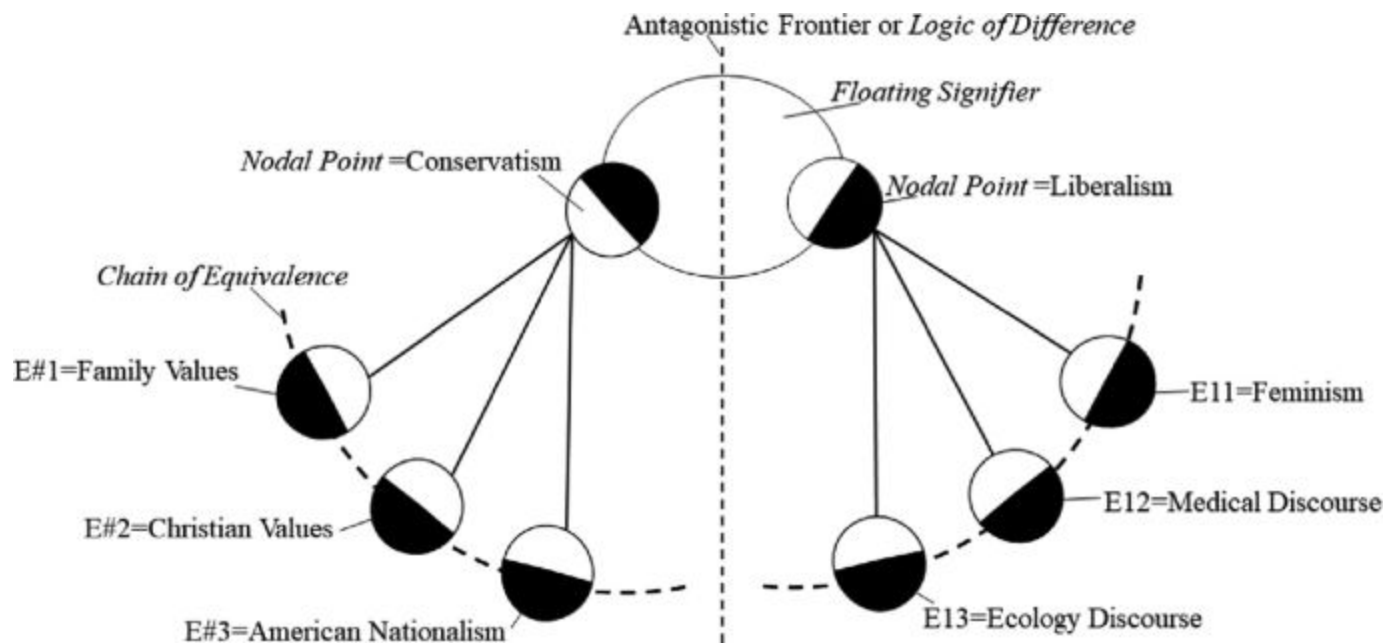 Antagonistic Frontier or Logic of Difference
Floating Signifier
Nodal Point =Conservatism
Nodal Point =Liberalism
Chain of Equivalence
E#1=Family Values
E11=Feminism
E#2=Christian Values
E12=Medical Discourse
E#3=American Nationalism
E13=Ecology Discourse